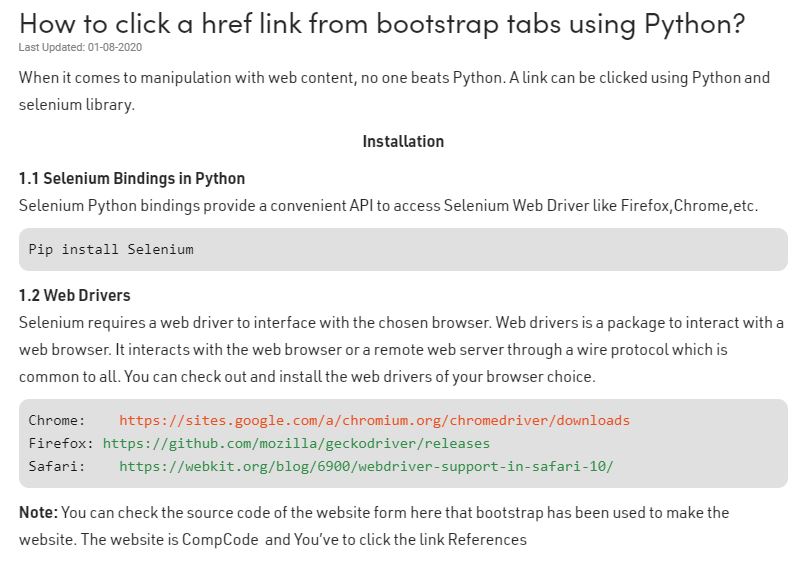 How to click a href link from bootstrap tabs using Python?
Last Updated: 01-08-2020
When it comes to manipulation with web content, no one beats Python. A link can be clicked using Python and
selenium library.
Installation
1.1 Selenium Bindings in Python
Selenium Python bindings provide a convenient API to access Selenium Web Driver like Firefox,Chrome,etc.
Pip install Selenium
1.2 Web Drivers
Selenium requires a web driver to interface with the chosen browser. Web drivers is a package to interact with a
web browser. It interacts with the web browser or a remote web server through a wire protocol which is
common to all. You can check out and install the web drivers of your browser choice.
Chrome:    https://sites.google.com/a/chromium.org/chromedriver/downloads
Firefox: https://github.com/mozilla/geckodriver/releases
Safari:    https://webkit.org/blog/6900/webdriver-support-in-safari-10/
Note: You can check the source code of the website form here that bootstrap has been used to make the
website. The website is CompCode and You've to click the link References